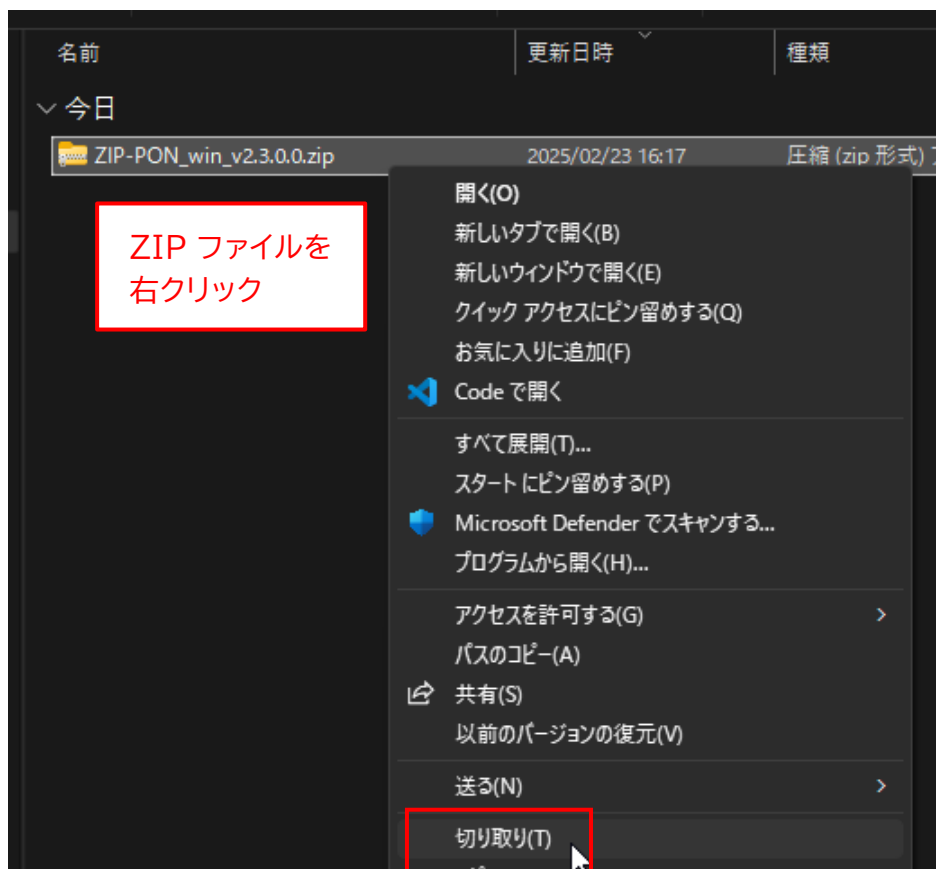 名前 更新日時 種類
今日
ZIP-PON_win_v2.3.0.0.zip 2025/02/23 16:17 圧縮 (zip 形式)
ZIP ファイルを
右クリック
開く(O)
新しいタブで開く(B)
新しいウィンドウで開く(E)
クイック アクセスにピン留めする(Q)
お気に入りに追加(F)
Code で開く
すべて展開(T)...
スタート にピン留めする(P)
Microsoft Defender でスキャンする...
プログラムから開く(H)...
アクセスを許可する(G)
パスのコピー(A)
共有(S)
以前のバージョンの復元(V)
送る(N)
切り取り(T)